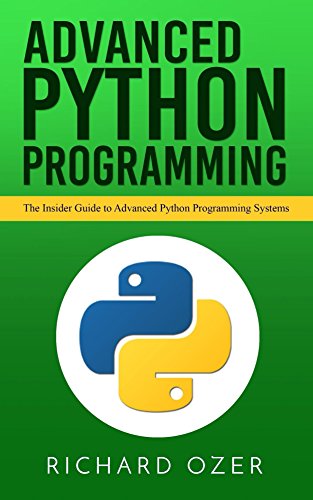 ADVANCED
PYTHON
PROGRAMMING
The Insider Guide to Advanced Python Programming Systems
RICHARD OZER